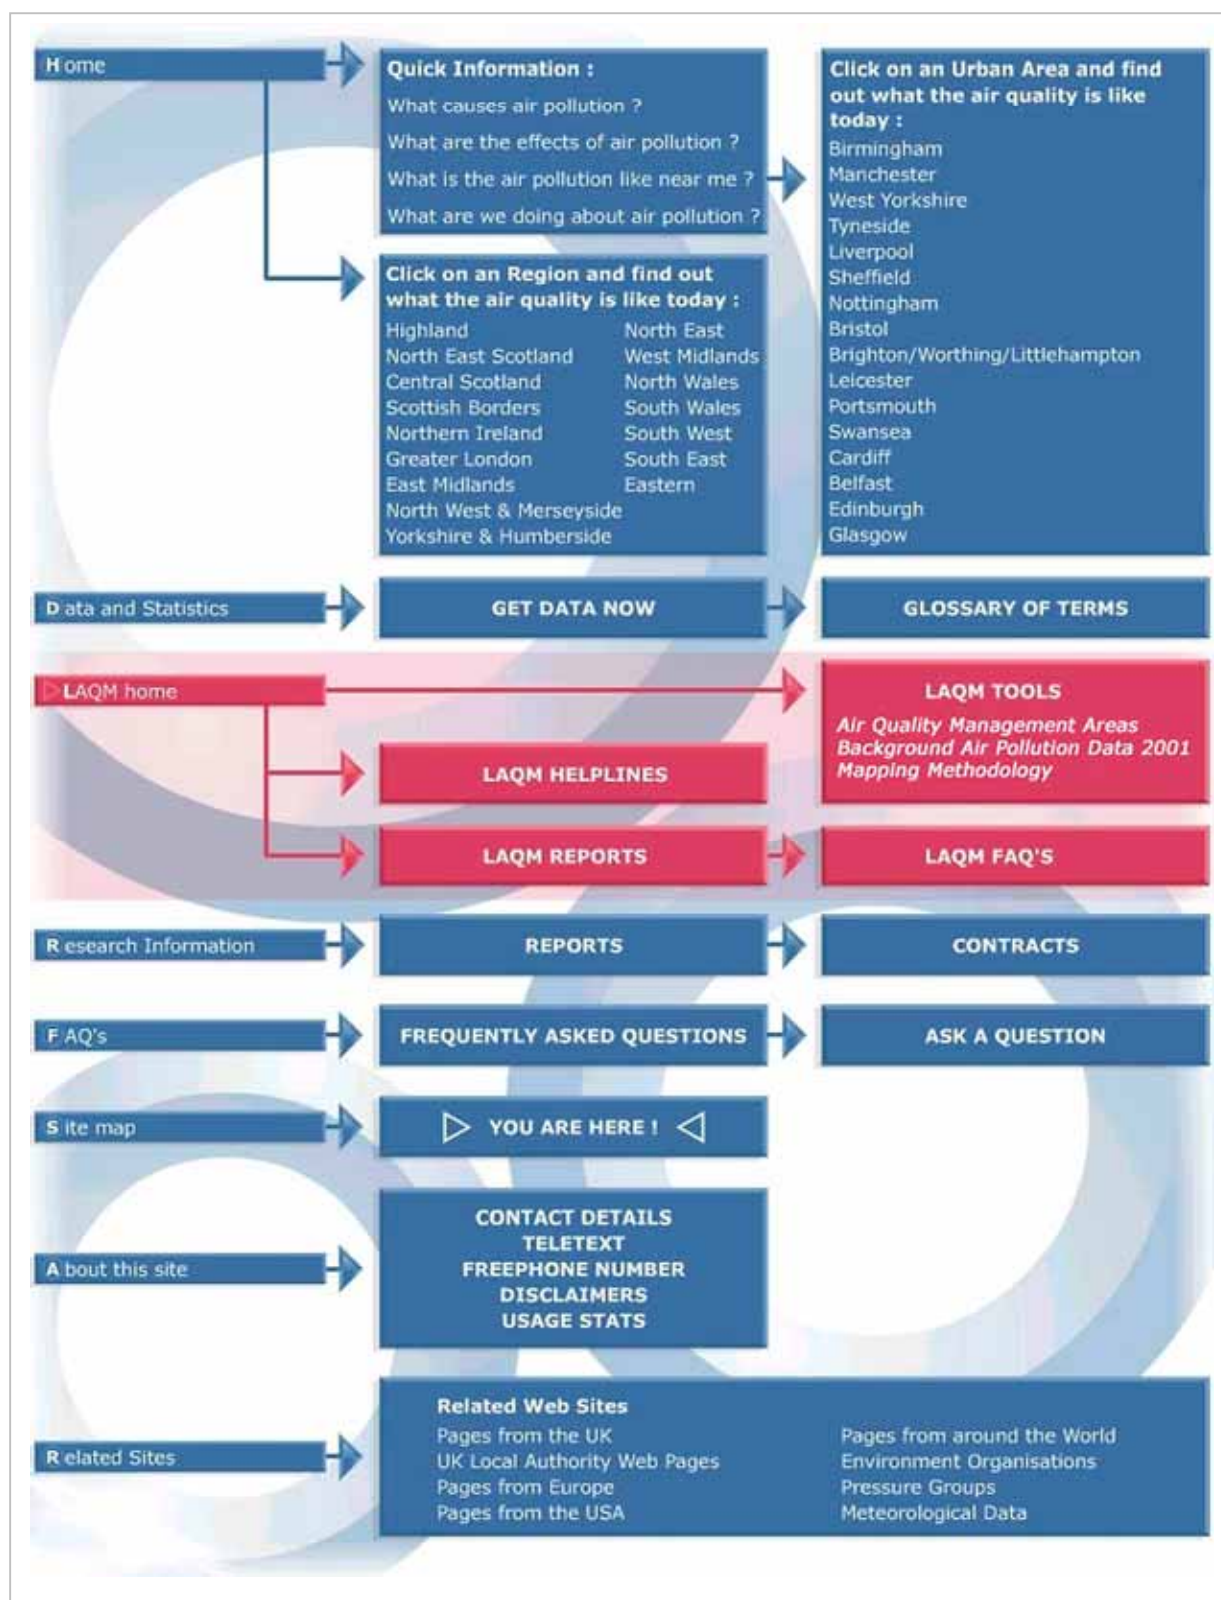 Home
Quick Information :
What causes air pollution ?
What are the effects of air pollution ?
What is the air pollution like near me ?
What are we doing about air pollution ?
Click on an Urban Area and find
out what the air quality is like
today :
Birmingham
Manchester
West Yorkshire
Tyneside
Liverpool
Sheffield
Nottingham
Bristol
Brighton/Worthing/Littlehampton
Leicester
Portsmouth
Swansea
Cardiff
Belfast
Edinburgh
Glasgow
Click on an Region and find out
what the air quality is like today :
Highland
North East Scotland
Central Scotland
Scottish Borders
Northern Ireland
Greater London
East Midlands
North West & Merseyside
Yorkshire & Humberside
North East
West Midlands
North Wales
South Wales
South West
South East
Eastern
Data and Statistics
GET DATA NOW
GLOSSARY OF TERMS
LAQM home
LAQM TOOLS
Air Quality Management Areas
Background Air Pollution Data 2001
Mapping Methodology
LAQM HELPLINES
LAQM REPORTS
LAQM FAQ'S
Research Information
REPORTS
CONTRACTS
FAQ's
FREQUENTLY ASKED QUESTIONS
ASK A QUESTION
Site map
YOU ARE HERE !
About this site
CONTACT DETAILS
TELETEXT
FREEPHONE NUMBER
DISCLAIMERS
USAGE STATS
Related Sites
Related Web Sites
Pages from the UK
UK Local Authority Web Pages
Pages from Europe
Pages from the USA
Pages from around the World
Environment Organisations
Pressure Groups
Meteorological Data